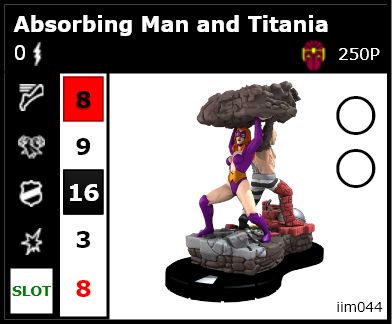 Absorbing Man and Titania
0 250P
8
9
16
3
SLOT 8
iim044